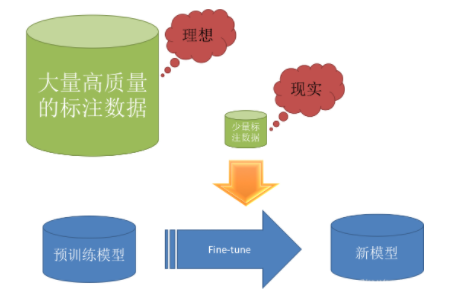 理想
大量高质量
的标注数据
现实
少量标
注数据
预训练模型
Fine-tune
新模型